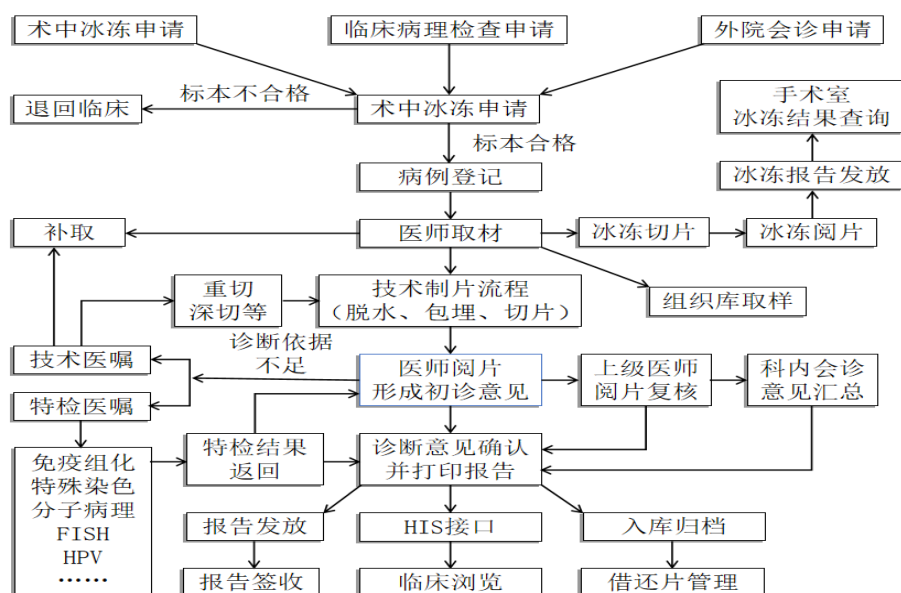 术中冰冻申请
临床病理检查申请
外院会诊申请
标本不合格
退回临床
术中冰冻申请
手术室
冰冻结果查询
标本合格
病例登记
冰冻报告发放
补取
医师取材
冰冻切片
冰冻阅片
重切
深切等
技术制片流程
(脱水、包埋、切片)
组织库取样
诊断依据
不足
技术医嘱
医师阅片
形成初诊意见
上级医师
阅片复核
科内会诊
意见汇总
特检医嘱
免疫组化
特殊染色
分子病理
FISH
HPV
……
特检结果
返回
诊断意见确认
并打印报告
报告发放
HIS接口
入库归档
报告签收
临床浏览
借还片管理